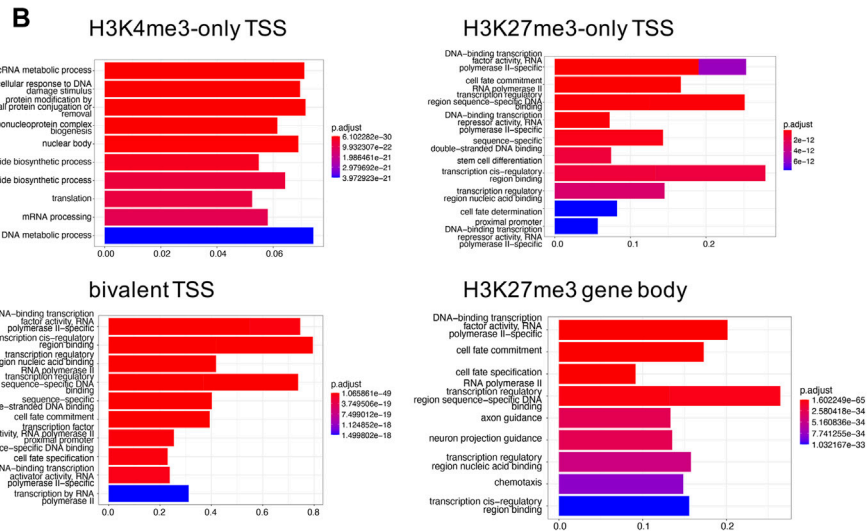 B
H3K4me3-only TSS
cRNA metabolic process
cellular response to DNA
damage stimulus
protein modification by
all protein conjugation or
removal
onucleoprotein complex
biogenesis
nuclear body
ide biosynthetic process
ide biosynthetic process
translation
mRNA processing
DNA metabolic process
0.00 0.02 0.04 0.06
p.adjust
6.102282e-30
9.932307e-22
1.986461e-21
2.979692e-21
3.972923e-21
H3K27me3-only TSS
DNA-binding transcription
factor activity, RNA
polymerase II-specific
cell fate commitment
RNA polymerase II
transcription regulatory
region sequence-specific DNA
binding
DNA-binding transcription
repressor activity, RNA
polymerase II-specific
sequence-specific
double-stranded DNA binding
stem cell differentiation
transcription cis-regulatory
region binding
transcription regulatory
region nucleic acid binding
cell fate determination
proximal promoter
DNA-binding transcription
repressor activity, RNA
polymerase II-specific
0.0 0.1 0.2
p.adjust
2e-12
4e-12
6e-12
bivalent TSS
NA-binding transcription
factor activity, RNA
polymerase II-specific
nscription cis-regulatory
region binding
transcription regulatory
gion nucleic acid binding
RNA polymerase II
transcription regulatory
sequence-specific DNA
binding
sequence-specific
e-stranded DNA binding
cell fate commitment
transcription factor
tivity, RNA polymerase II
proximal promoter
ce-specific DNA binding
cell fate specification
NA-binding transcription
activator activity, RNA
polymerase II-specific
transcription by RNA
polymerase II
0.0 0.2 0.4 0.6 0.8
p.adjust
1.065861e-49
3.749506e-19
7.499012e-19
1.124852e-18
1.499802e-18
H3K27me3 gene body
DNA-binding transcription
factor activity, RNA
polymerase II-specific
cell fate commitment
cell fate specification
RNA polymerase II
transcription regulatory
region sequence-specific DNA
binding
axon guidance
neuron projection guidance
transcription regulatory
region nucleic acid binding
chemotaxis
transcription cis-regulatory
region binding
0.0 0.1 0.2
p.adjust
1.602249e-65
2.580418e-34
5.160836e-34
7.741255e-34
1.032167e-33